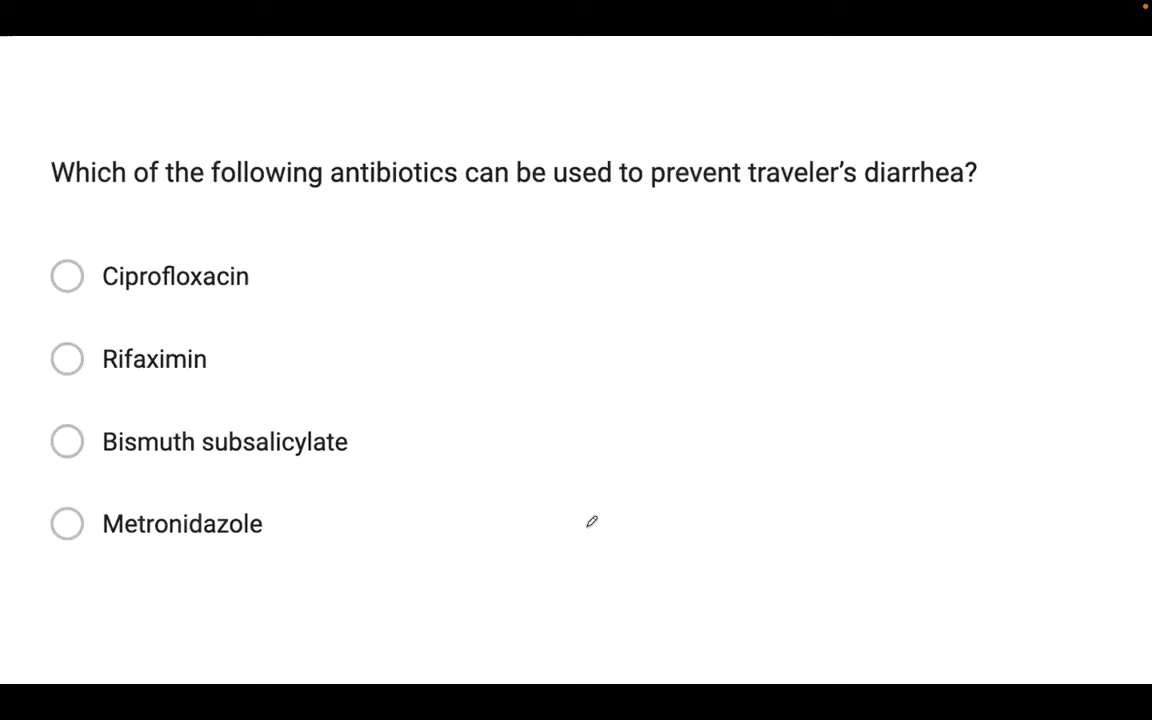 Which of the following antibiotics can be used to prevent traveler’s diarrhea?
Ciprofloxacin
Rifaximin
Bismuth subsalicylate
Metronidazole